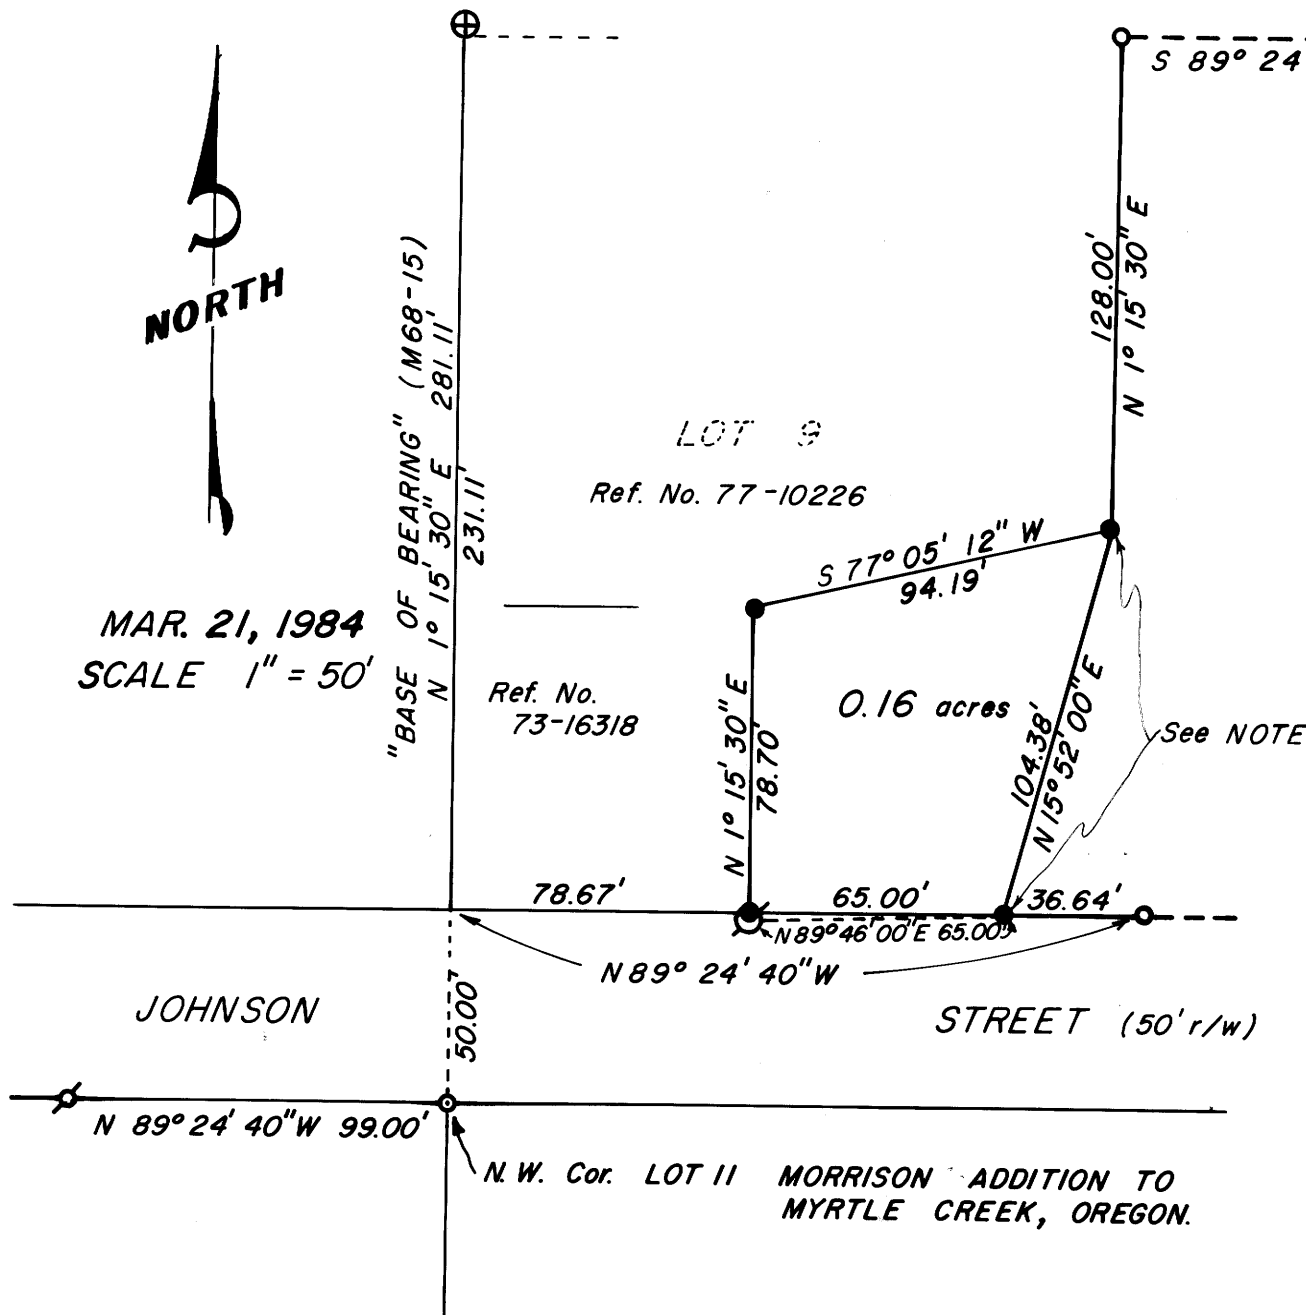 S 89° 24'
NORTH
"BASE OF BEARING" (M68-15)
N 1° 15' 30" E 281.11'
231.11'
128.00'
N 1° 15' 30" E
LOT 9
Ref. No. 77-10226
S 77° 05' 12" W
94.19'
MAR. 21, 1984
SCALE 1" = 50'
Ref. No.
73-16318
N 1° 15' 30" E
78.70'
0.16 acres
104.38'
N 15° 52' 00" E
See NOTE
78.67'
65.00'
36.64'
N 89° 46' 00" E 65.00'
N 89° 24' 40" W
JOHNSON
50.00'
STREET (50' r/w)
N 89° 24' 40" W 99.00'
N. W. Cor. LOT 11 MORRISON ADDITION TO
MYRTLE CREEK, OREGON.